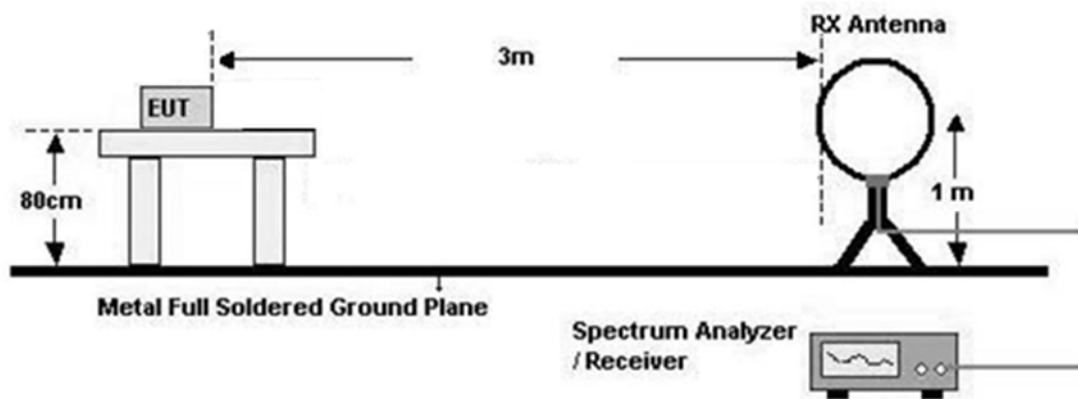 RX Antenna
3m
EUT
80cm
1 m
Metal Full Soldered Ground Plane
Spectrum Analyzer
/ Receiver